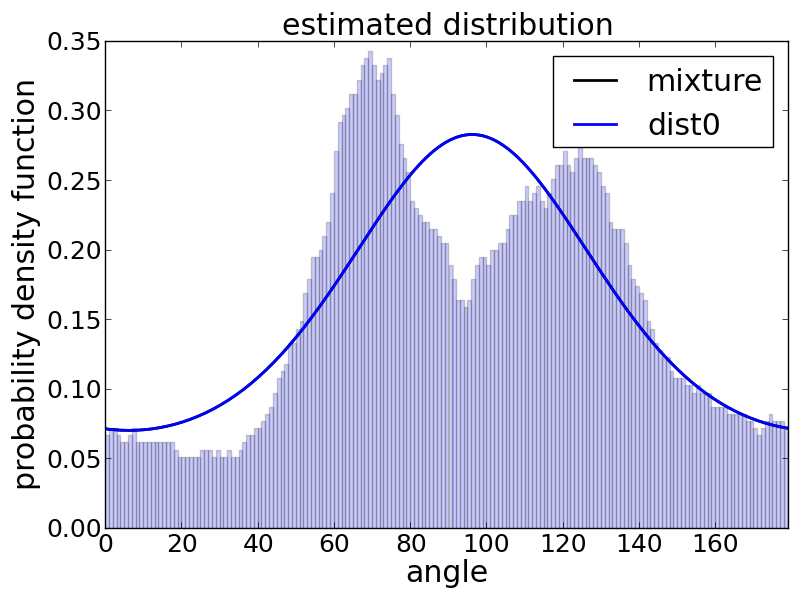 estimated distribution
0.35
0.30
0.25
0.20
0.15
0.10
0.05
0.00
probability density function
mixture
dist0
0 20 40 60 80 100 120 140 160
angle